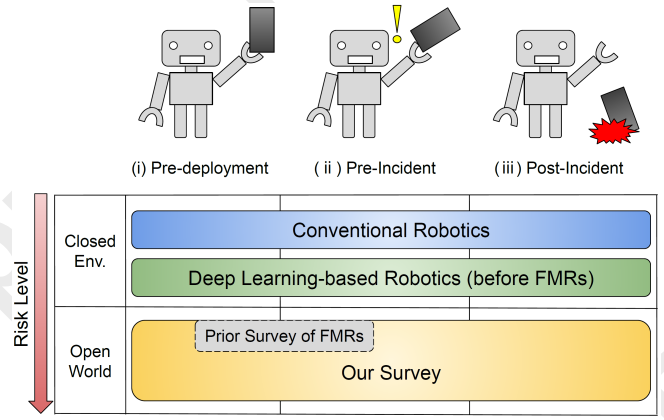 (i) Pre-deployment
(ii) Pre-Incident
(iii) Post-Incident
Risk Level
Closed
Env.
Conventional Robotics
Deep Learning-based Robotics (before FMRs)
Open
World
Prior Survey of FMRs
Our Survey